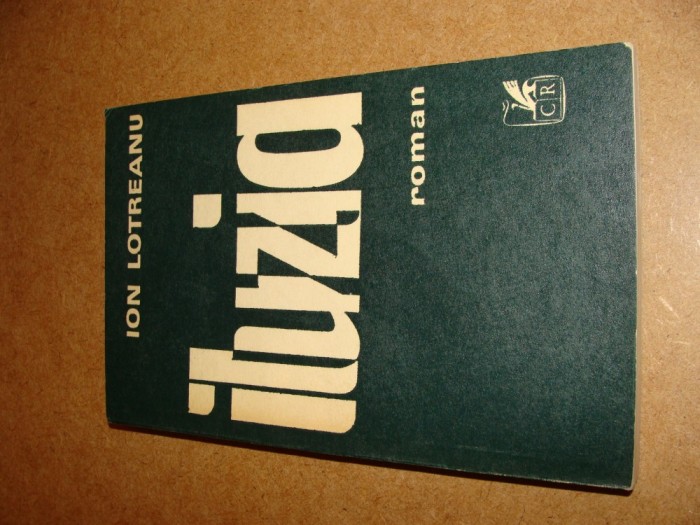 ION LOTREANU
iluzia
roman
CR